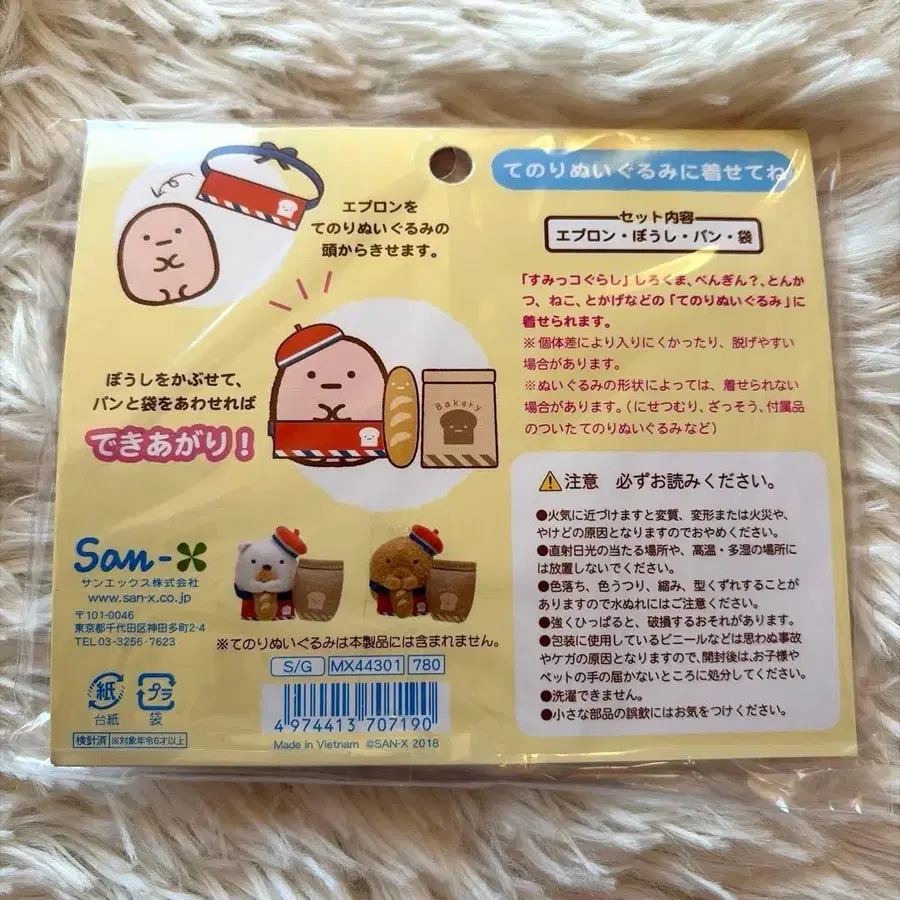 てのりぬいぐるみに着せてね
セット内容
エプロン・ぼうし・パン・袋
「すみっコぐらし」しろくま、ぺんぎん?、とんか
つ、ねこ、とかげなどの「てのりぬいぐるみ」に
着せられます。
※個体差により入りにくかったり、脱げやすい
場合があります。
※ぬいぐるみの形状によっては、着せられない
場合があります。(にせつむり、ざっそう、付属品
のついたてのりぬいぐるみなど)
エプロンを
てのりぬいぐるみの
頭からきせます。
ぼうしをかぶせて、
パンと袋をあわせれば
できあがり!
Bakery
⚠注意 必ずお読みください。
●火気に近づけますと変質、変形または火災や、
やけどの原因となりますのでおやめください。
●直射日光の当たる場所や、高温・多湿の場所に
は放置しないでください。
●色落ち、色うつり、縮み、型くずれすることが
ありますので水ぬれにはご注意ください。
●強くひっぱると、破損するおそれがあります。
●包装に使用しているビニールなどは思わぬ事故
やケガの原因となりますので、開封後は、お子様や
ペットの手の届かないところに処分してください。
●洗濯できません。
●小さな部品の誤飲にはお気をつけください。
San-X
サンエックス株式会社
www.san-x.co.jp
〒101-0046
東京都千代田区神田多町2-4
TEL 03-3256-7623
※てのりぬいぐるみは本製品には含まれません。
S/G MX44301 780
4974413707190
Made in Vietnam ©SAN-X 2018
紙
台紙
プラ
袋
検針済 ※対象年令6才以上